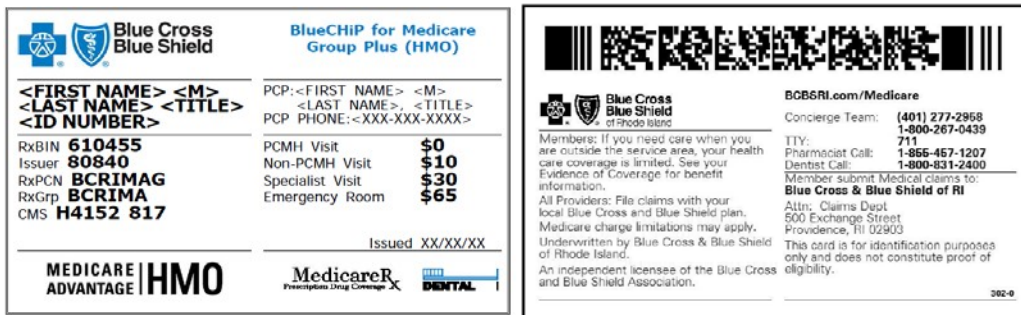 Blue Cross
Blue Shield
BlueCHiP for Medicare
Group Plus (HMO)
<FIRST NAME> <M>
<LAST NAME> <TITLE>
<ID NUMBER>
PCP:<FIRST NAME> <M>
<LAST NAME>, <TITLE>
PCP PHONE:<XXX-XXX-XXXX>
RxBIN 610455
Issuer 80840
RxPCN BCRIMAG
RxGrp BCRIMA
CMS H4152 817
PCMH Visit $0
Non-PCMH Visit $10
Specialist Visit $30
Emergency Room $65
Issued XX/XX/XX
MEDICARE
ADVANTAGE
HMO
MedicareRx
Prescription Drug Coverage
DENTAL
Blue Cross
Blue Shield
of Rhode Island
Members: If you need care when you
are outside the service area, your health
care coverage is limited. See your
Evidence of Coverage for benefit
information.
All Providers: File claims with your
local Blue Cross and Blue Shield plan.
Medicare charge limitations may apply.
Underwritten by Blue Cross & Blue Shield
of Rhode Island.
An independent licensee of the Blue Cross
and Blue Shield Association.
BCBSRI.com/Medicare
Concierge Team: (401) 277-2958
1-800-267-0439
TTY: 711
Pharmacist Call: 1-855-457-1207
Dentist Call: 1-800-831-2400
Member submit Medical claims to:
Blue Cross & Blue Shield of RI
Attn: Claims Dept
500 Exchange Street
Providence, RI 02903
This card is for identification purposes
only and does not constitute proof of
eligibility.
302-0